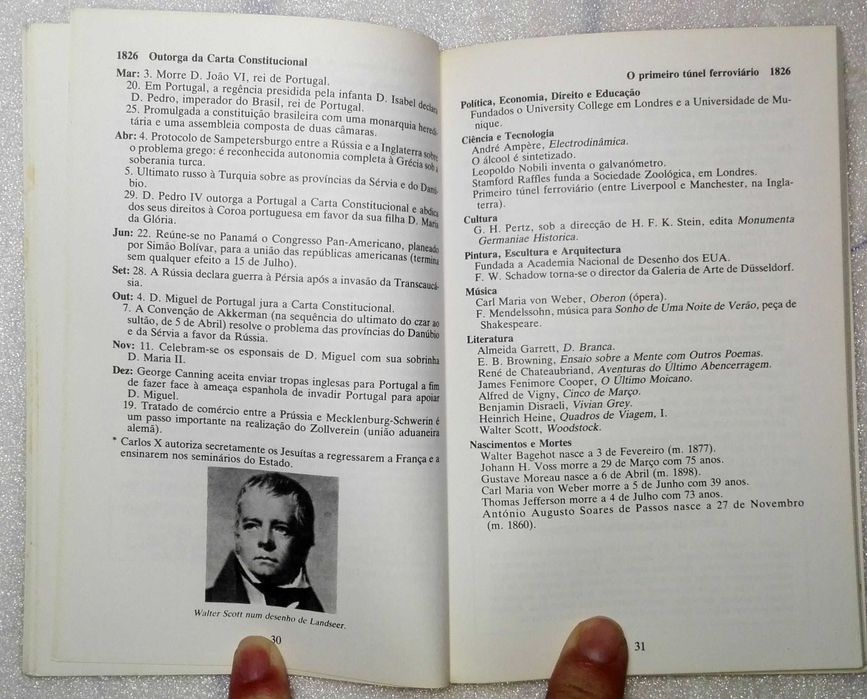 1826 Outorga da Carta Constitucional
Mar: 3. Morre D. João VI, rei de Portugal.
20. Em Portugal, a regência presidida pela infanta D. Isabel declara
D. Pedro, imperador do Brasil, rei de Portugal.
25. Promulgada a constituição brasileira com uma monarquia heredi-
tária e uma assembleia composta de duas câmaras.
Abr: 4. Protocolo de Sampetersburgo entre a Rússia e a Inglaterra sobre
o problema grego: é reconhecida autonomia completa à Grécia sob a
soberania turca.
5. Ultimato russo à Turquia sobre as províncias da Sérvia e do Danú-
bio.
29. D. Pedro IV outorga a Portugal a Carta Constitucional e abdica
dos seus direitos à Coroa portuguesa em favor da sua filha D. Maria
da Glória.
Jun: 22. Reúne-se no Panamá o Congresso Pan-Americano, planeado
por Simão Bolívar, para a união das repúblicas americanas (termina
sem qualquer efeito a 15 de Julho).
Set: 28. A Rússia declara guerra à Pérsia após a invasão da Transcaucá-
sia.
Out: 4. D. Miguel de Portugal jura a Carta Constitucional.
7. A Convenção de Akkerman (na sequência do ultimato do czar ao
sultão, de 5 de Abril) resolve o problema das províncias do Danúbio
e da Sérvia a favor da Rússia.
Nov: 11. Celebram-se os esponsais de D. Miguel com sua sobrinha
D. Maria II.
Dez: George Canning aceita enviar tropas inglesas para Portugal a fim
de fazer face à ameaça espanhola de invadir Portugal para apoiar
D. Miguel.
19. Tratado de comércio entre a Prússia e Mecklenburg-Schwerin é
um passo importante na realização do Zollverein (união aduaneira
alemã).
* Carlos X autoriza secretamente os Jesuítas a regressarem a França e a
ensinarem nos seminários do Estado.
Walter Scott num desenho de Landseer.
30
O primeiro túnel ferroviário 1826
Política, Economia, Direito e Educação
Fundados o University College em Londres e a Universidade de Mu-
nique.
Ciência e Tecnologia
André Ampère, Electrodinâmica.
O álcool é sintetizado.
Leopoldo Nobili inventa o galvanómetro.
Stamford Raffles funda a Sociedade Zoológica, em Londres.
Primeiro túnel ferroviário (entre Liverpool e Manchester, na Ingla-
terra).
Cultura
G. H. Pertz, sob a direcção de H. F. K. Stein, edita Monumenta
Germaniae Historica.
Pintura, Escultura e Arquitectura
Fundada a Academia Nacional de Desenho dos EUA.
F. W. Schadow torna-se o director da Galeria de Arte de Düsseldorf.
Música
Carl Maria von Weber, Oberon (ópera).
F. Mendelssohn, música para Sonho de Uma Noite de Verão, peça de
Shakespeare.
Literatura
Almeida Garrett, D. Branca.
E. B. Browning, Ensaio sobre a Mente com Outros Poemas.
René de Chateaubriand, Aventuras do Último Abencerragem.
James Fenimore Cooper, O Último Moicano.
Alfred de Vigny, Cinco de Março.
Benjamin Disraeli, Vivian Grey.
Heinrich Heine, Quadros de Viagem, I.
Walter Scott, Woodstock.
Nascimentos e Mortes
Walter Bagehot nasce a 3 de Fevereiro (m. 1877).
Johann H. Voss morre a 29 de Março com 75 anos.
Gustave Moreau nasce a 6 de Abril (m. 1898).
Carl Maria von Weber morre a 5 de Junho com 39 anos.
Thomas Jefferson morre a 4 de Julho com 73 anos.
António Augusto Soares de Passos nasce a 27 de Novembro
(m. 1860).
31